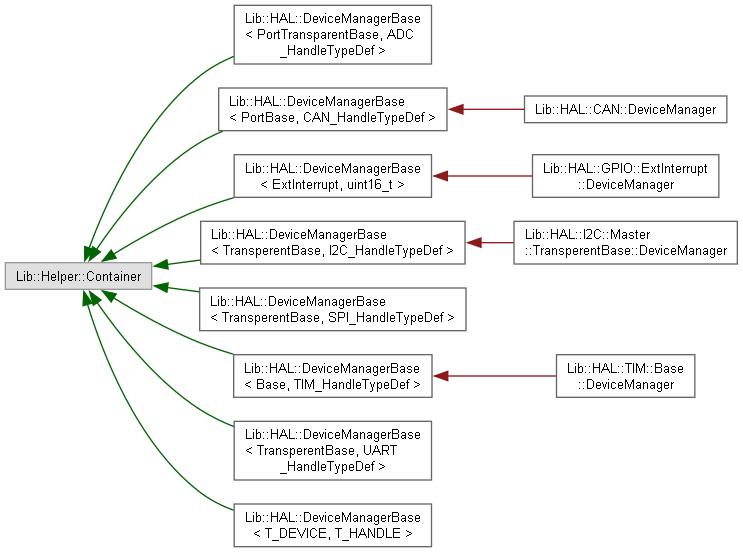 Lib::HAL::DeviceManagerBase
< PortTransparentBase, ADC
_HandleTypeDef >
Lib::HAL::DeviceManagerBase
< PortBase, CAN_HandleTypeDef >
Lib::HAL::CAN::DeviceManager
Lib::HAL::DeviceManagerBase
< ExtInterrupt, uint16_t >
Lib::HAL::GPIO::ExtInterrupt
::DeviceManager
Lib::HAL::DeviceManagerBase
< TransperentBase, I2C_HandleTypeDef >
Lib::HAL::I2C::Master
::TransperentBase::DeviceManager
Lib::Helper::Container
Lib::HAL::DeviceManagerBase
< TransperentBase, SPI_HandleTypeDef >
Lib::HAL::DeviceManagerBase
< Base, TIM_HandleTypeDef >
Lib::HAL::TIM::Base
::DeviceManager
Lib::HAL::DeviceManagerBase
< TransperentBase, UART
_HandleTypeDef >
Lib::HAL::DeviceManagerBase
< T_DEVICE, T_HANDLE >